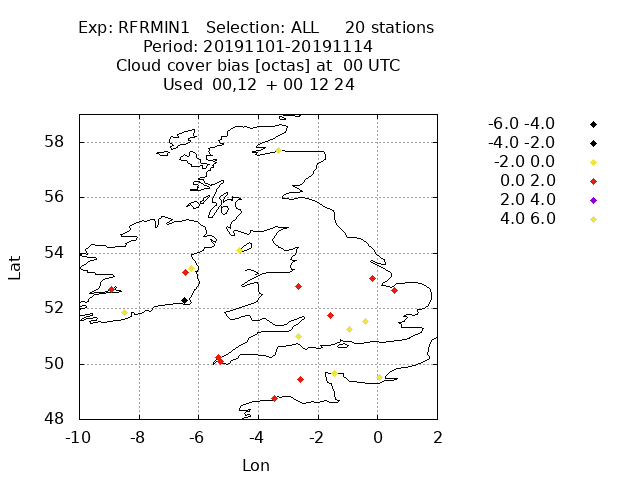 Exp: RFRMIN1   Selection: ALL     20 stations
Period: 20191101-20191114
Cloud cover bias [octas] at  00 UTC
Used  00,12  + 00 12 24
-6.0 -4.0
-4.0 -2.0
-2.0 0.0
0.0 2.0
2.0 4.0
4.0 6.0
58
56
54
52
50
48
Lat
-10 -8 -6 -4 -2 0 2
Lon